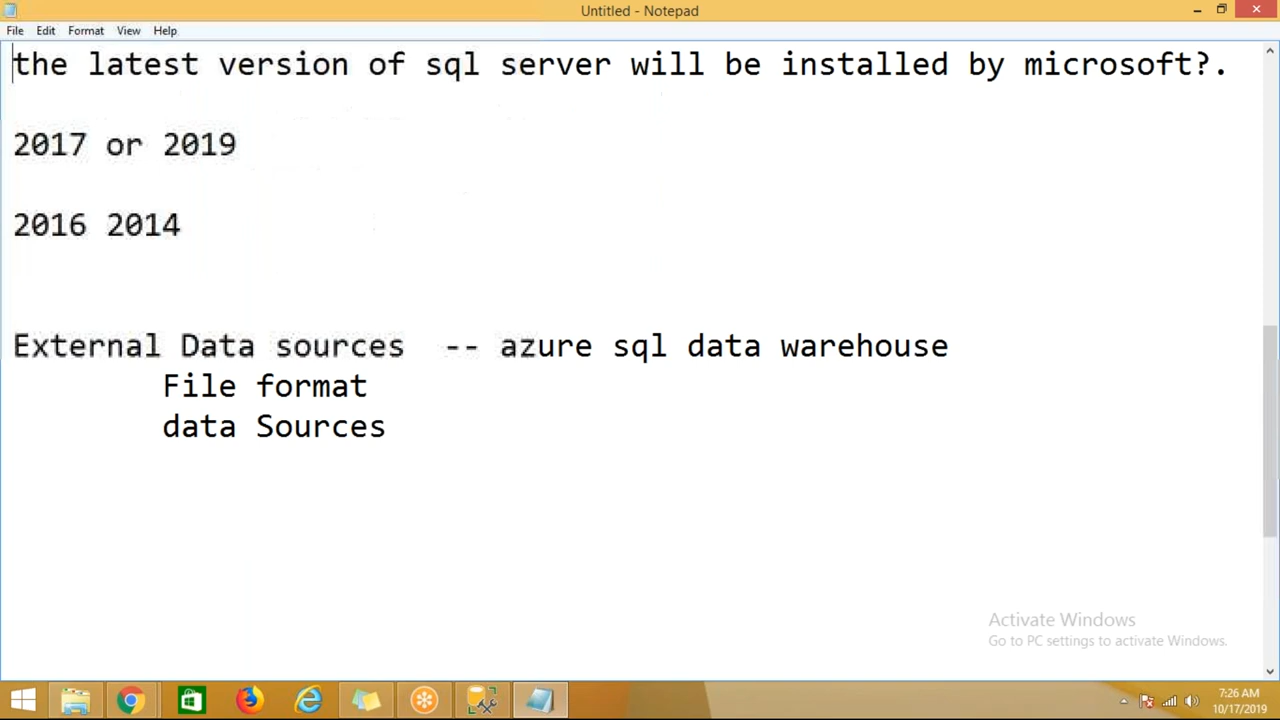 Untitled - Notepad
File Edit Format View Help
the latest version of sql server will be installed by microsoft?.
2017 or 2019
2016 2014
External Data sources -- azure sql data warehouse
File format
data Sources
Activate Windows
Go to PC settings to activate Windows.
7:26 AM
10/17/2019